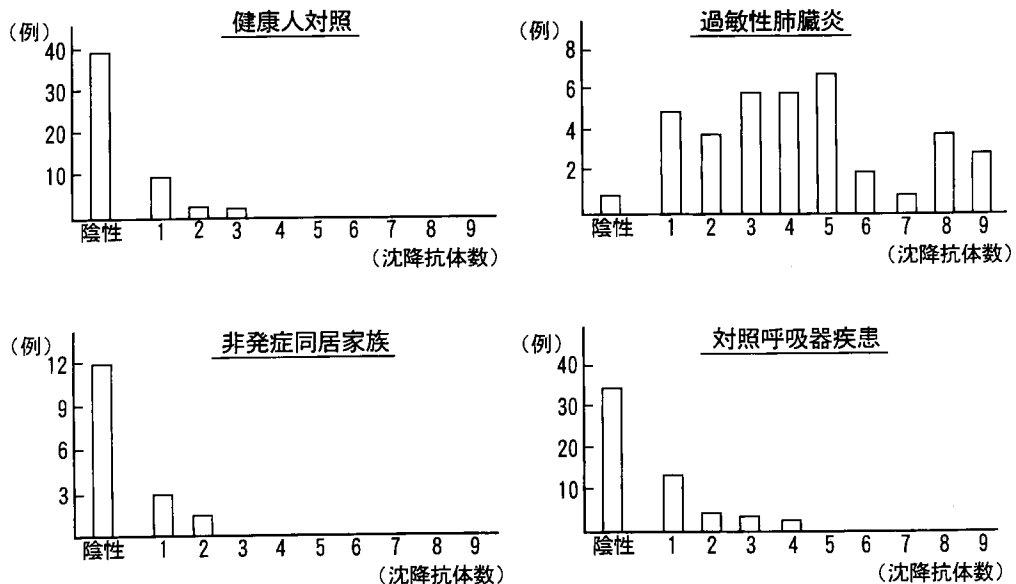 健康人対照
（例）
40
30
20
10
陰性 1 2 3 4 5 6 7 8 9
（沈降抗体数）
過敏性肺臓炎
（例）
8
6
4
2
陰性 1 2 3 4 5 6 7 8 9
（沈降抗体数）
非発症同居家族
（例）
12
9
6
3
陰性 1 2 3 4 5 6 7 8 9
（沈降抗体数）
対照呼吸器疾患
（例）
40
30
20
10
陰性 1 2 3 4 5 6 7 8 9
（沈降抗体数）